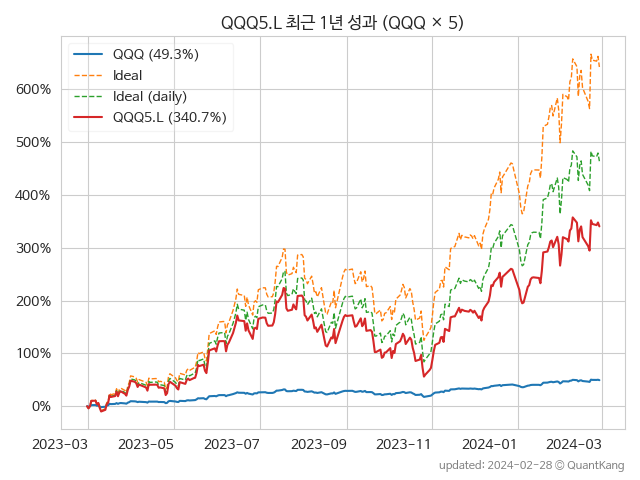 QQQ5.L 최근 1년 성과 (QQQ × 5)
QQQ (49.3%)
Ideal
Ideal (daily)
QQQ5.L (340.7%)
600%
500%
400%
300%
200%
100%
0%
2023-03 2023-05 2023-07 2023-09 2023-11 2024-01 2024-03
updated: 2024-02-28 © QuantKang